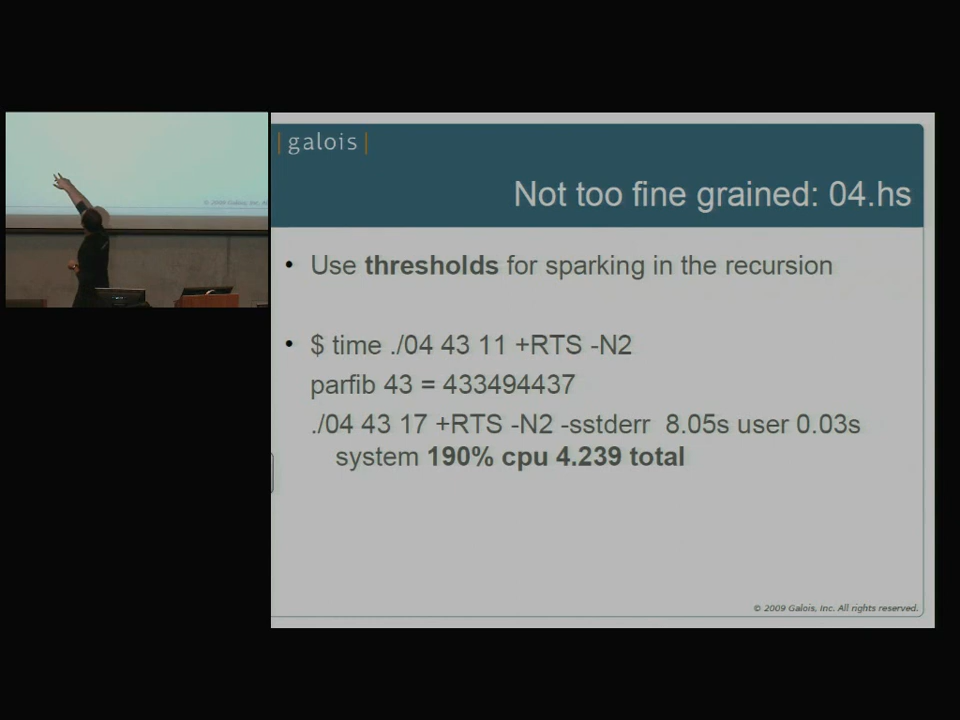 |galois|
Not too fine grained: 04.hs
• Use thresholds for sparking in the recursion
• $ time ./04 43 11 +RTS -N2
parfib 43 = 433494437
./04 43 17 +RTS -N2 -sstderr 8.05s user 0.03s
system 190% cpu 4.239 total
© 2009 Galois, Inc. All rights reserved.